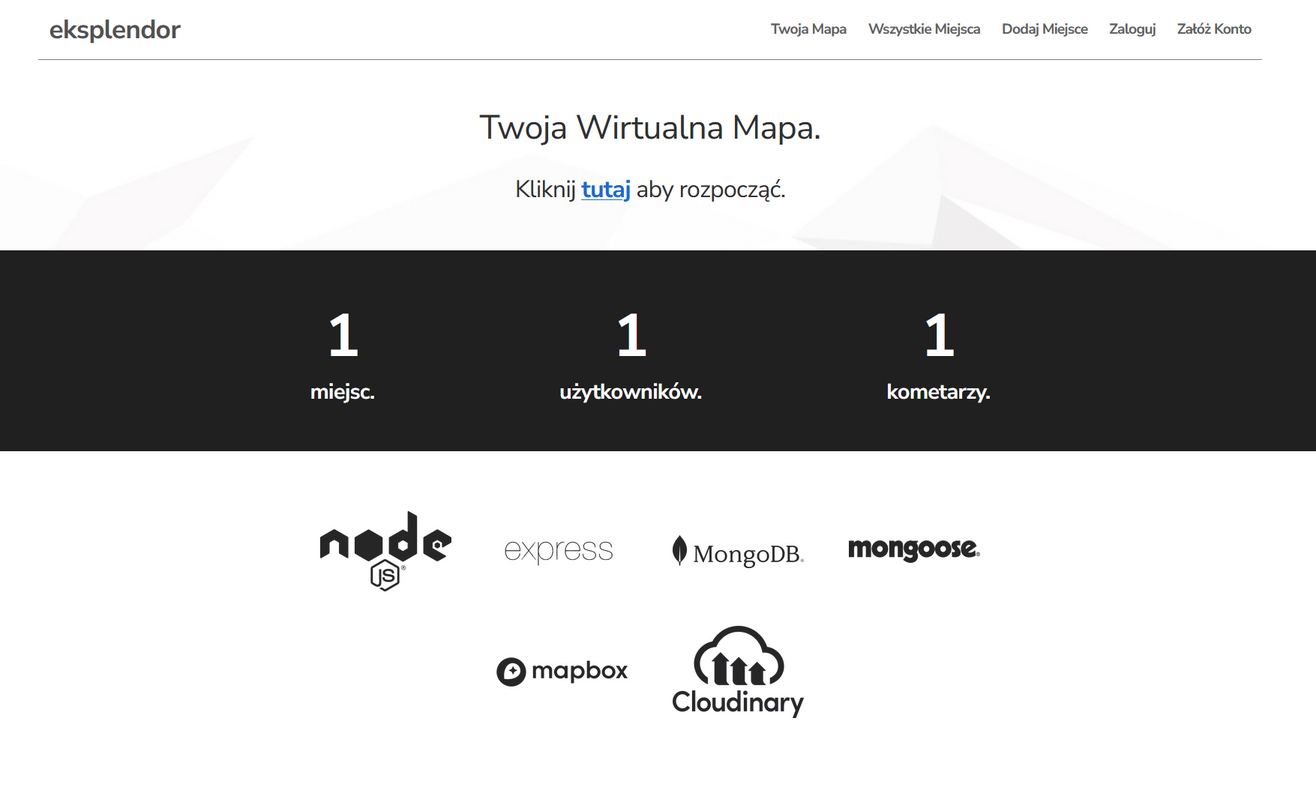 eksplendor
Twoja Mapa Wszystkie Miejsca Dodaj Miejsce Zaloguj Załóż Konto
Twoja Wirtualna Mapa.
Kliknij tutaj aby rozpocząć.
1 1 1
miejsc. użytkowników. kometarzy.
node
JS®
express
MongoDB®
mongoose®
mapbox
Cloudinary